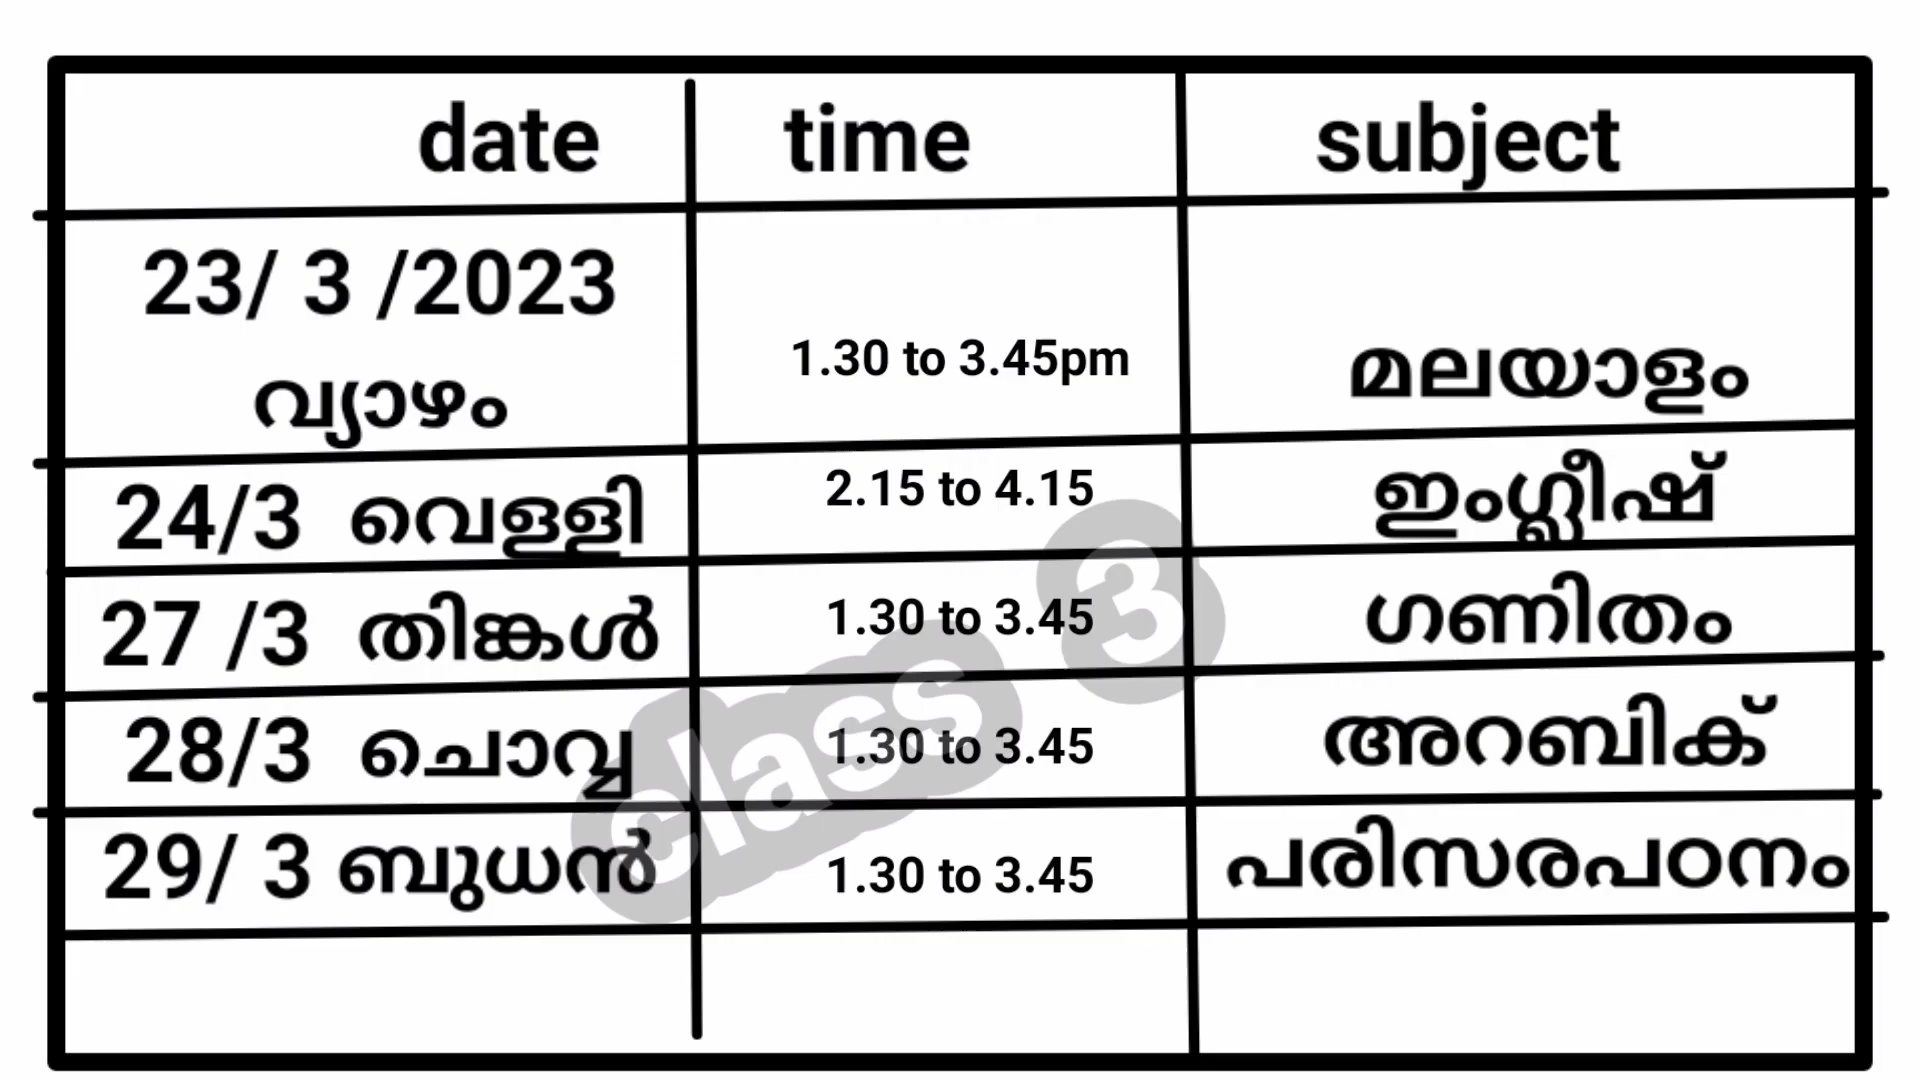 date time subject
23/ 3 /2023
വ്യാഴം 1.30 to 3.45pm മലയാളം
24/3 വെള്ളി 2.15 to 4.15 ഇംഗ്ലീഷ്
27 /3 തിങ്കൾ 1.30 to 3.45 ഗണിതം
28/3 ചൊവ്വ 1.30 to 3.45 അറബിക്
29/ 3 ബുധൻ 1.30 to 3.45 പരിസരപഠനം
class 3